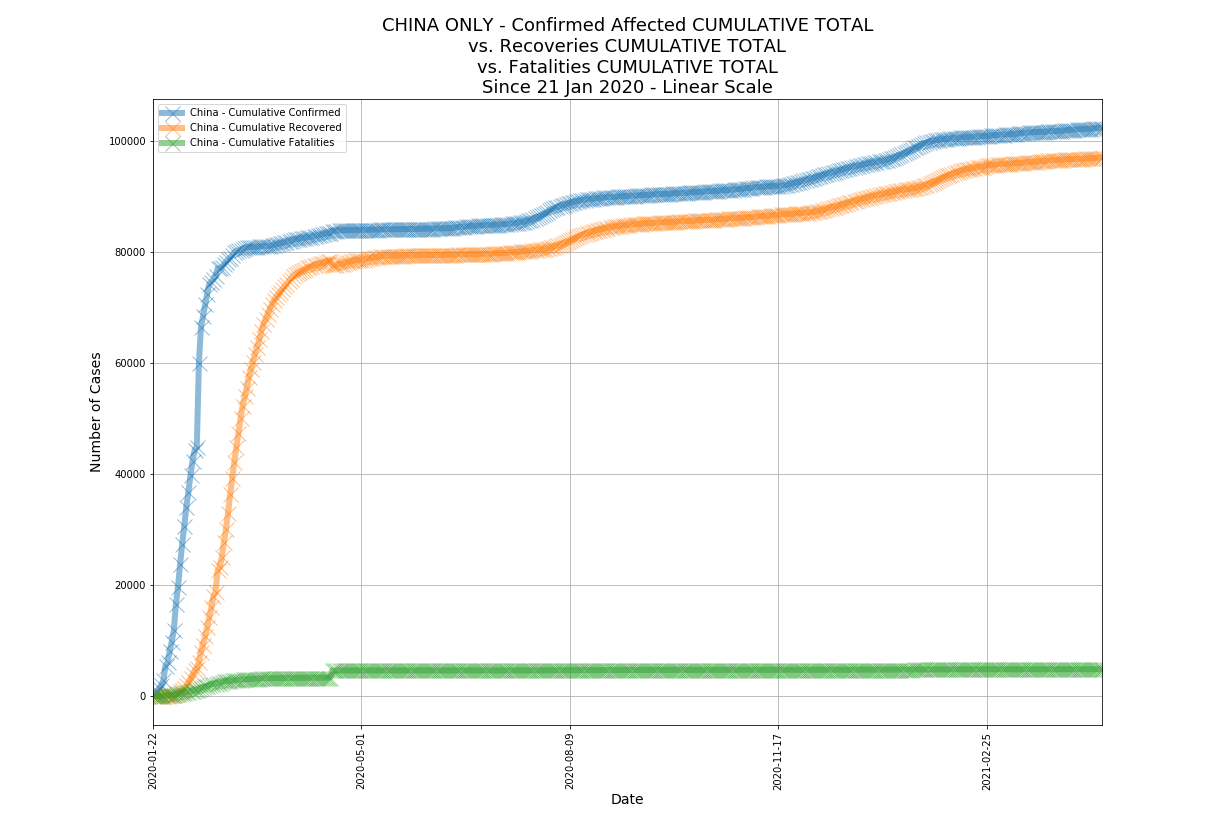 CHINA ONLY - Confirmed Affected CUMULATIVE TOTAL
vs. Recoveries CUMULATIVE TOTAL
vs. Fatalities CUMULATIVE TOTAL
Since 21 Jan 2020 - Linear Scale
China - Cumulative Confirmed
China - Cumulative Recovered
China - Cumulative Fatalities
Number of Cases
100000
80000
60000
40000
20000
0
2020-01-22
2020-05-01
2020-08-09
2020-11-17
2021-02-25
Date